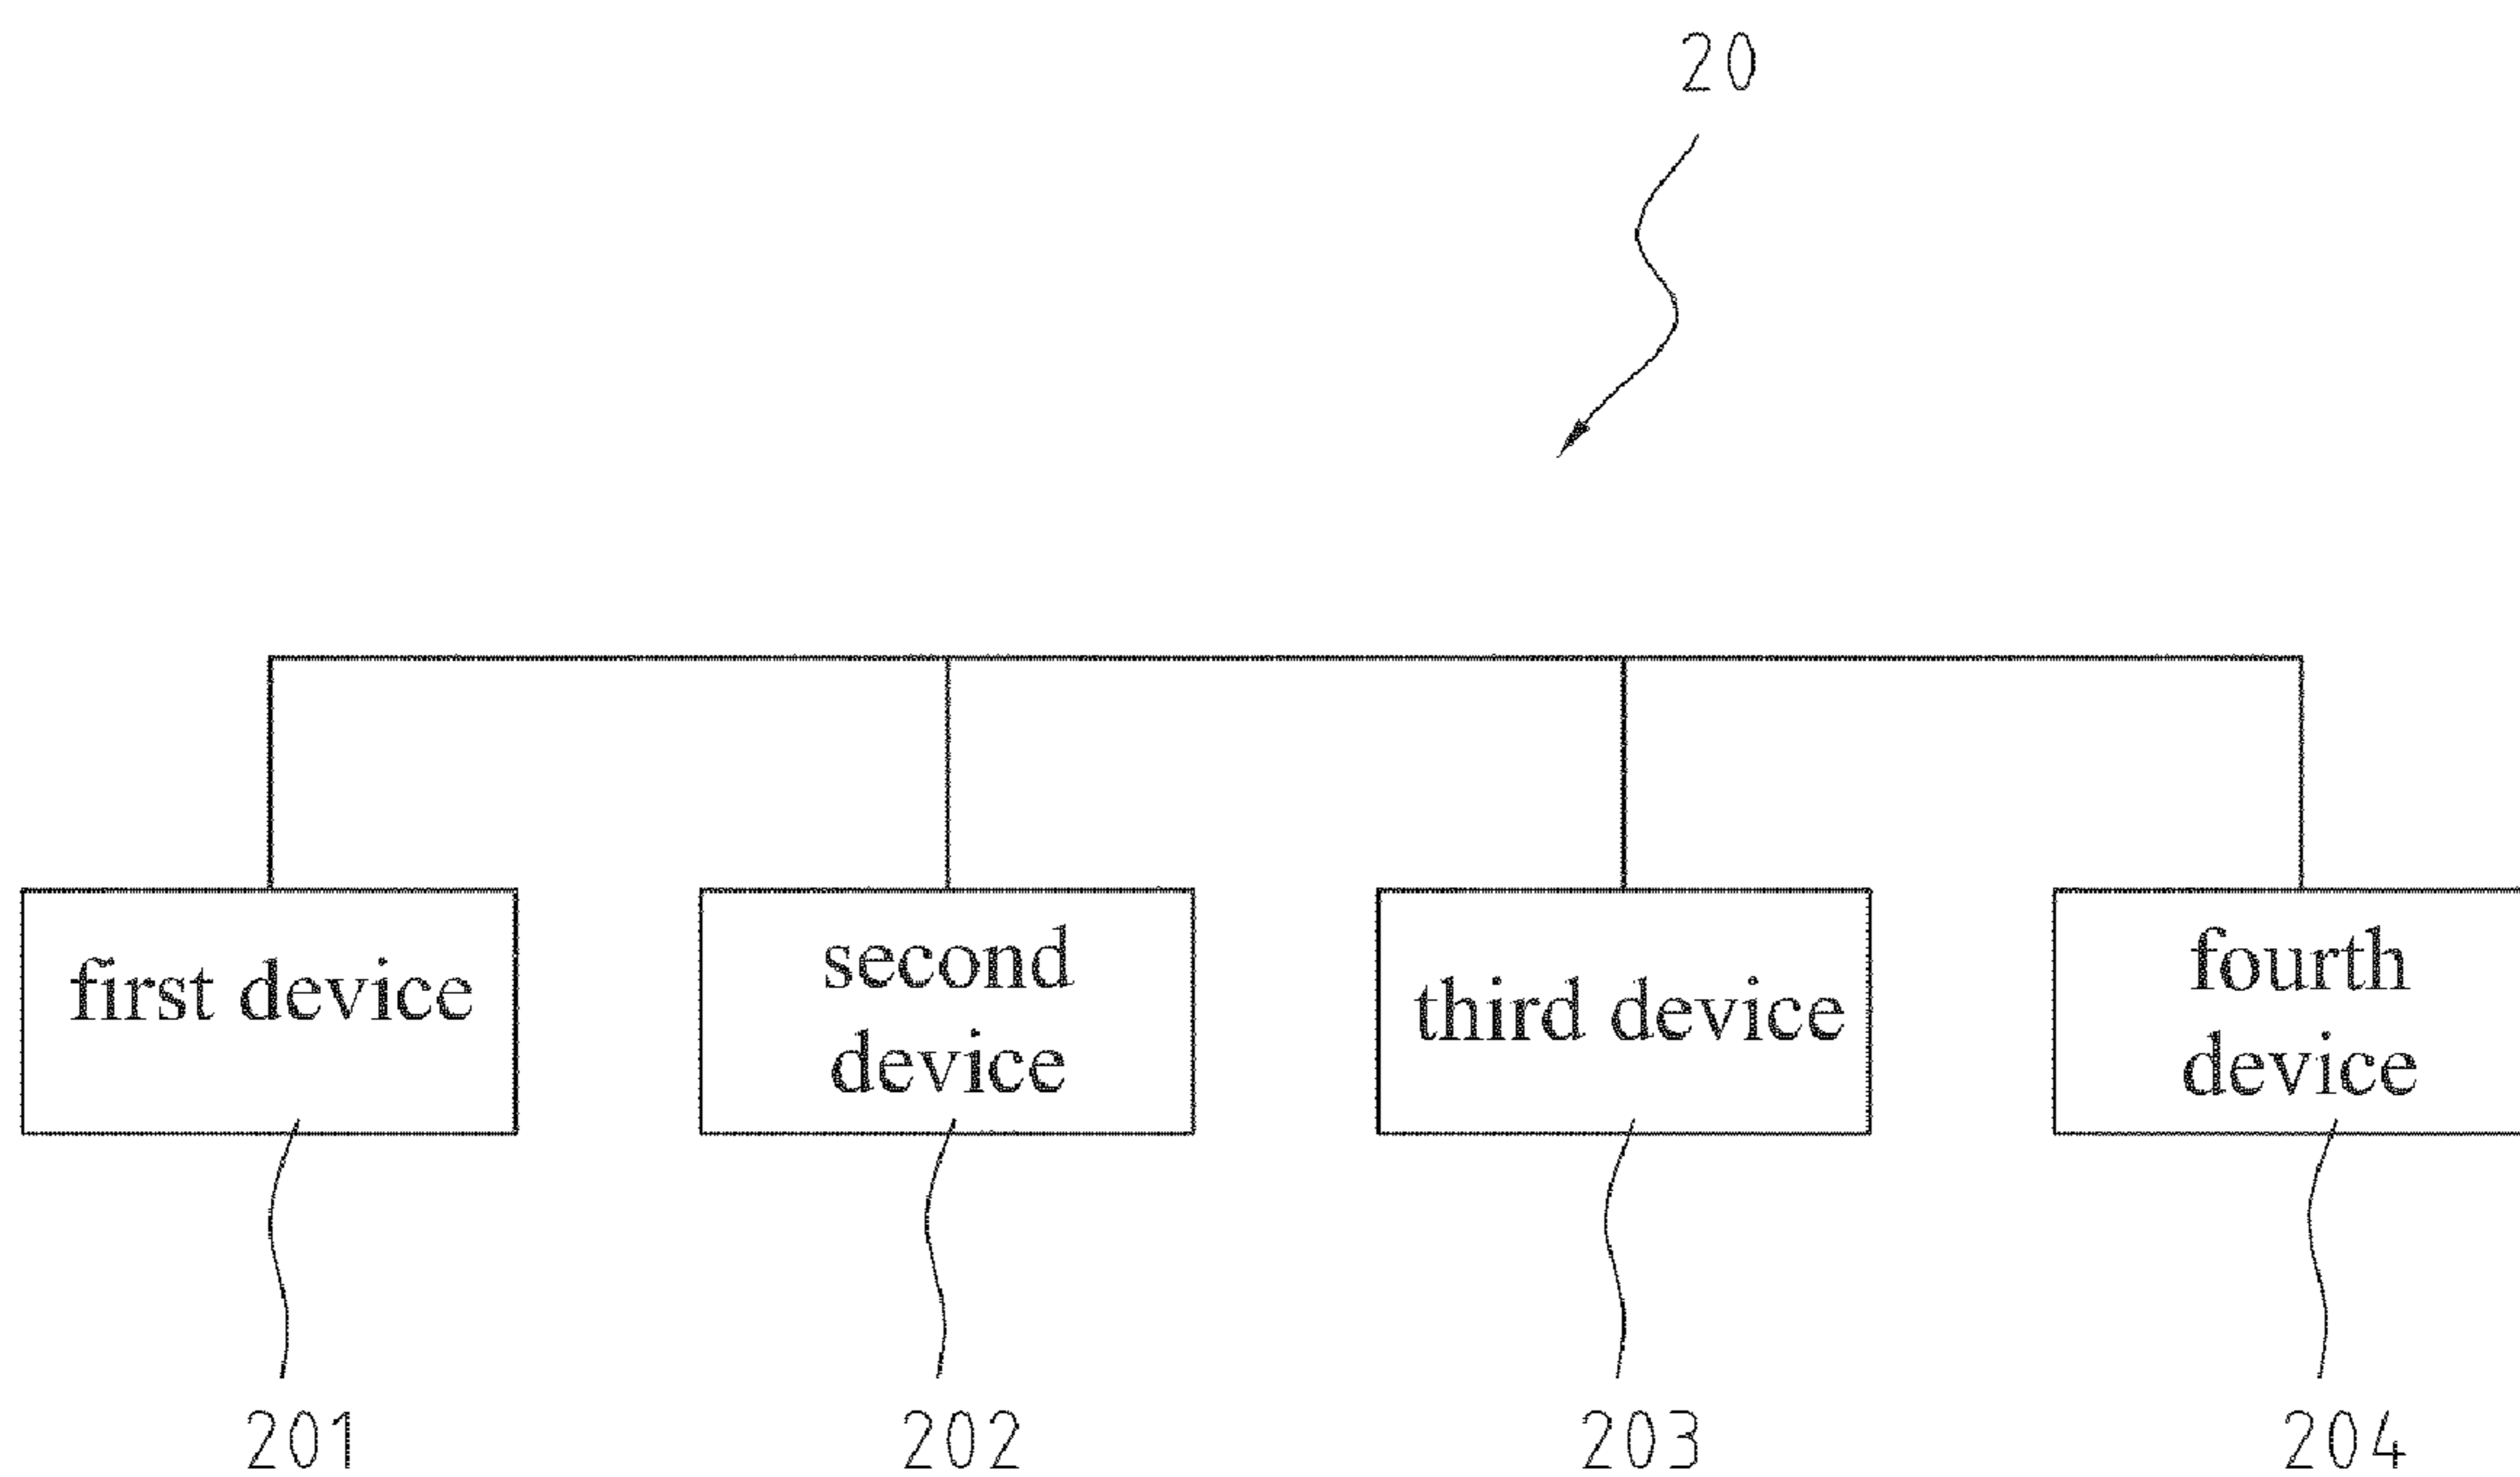 20
first device
second
device
third device
fourth
device
201
202
203
204